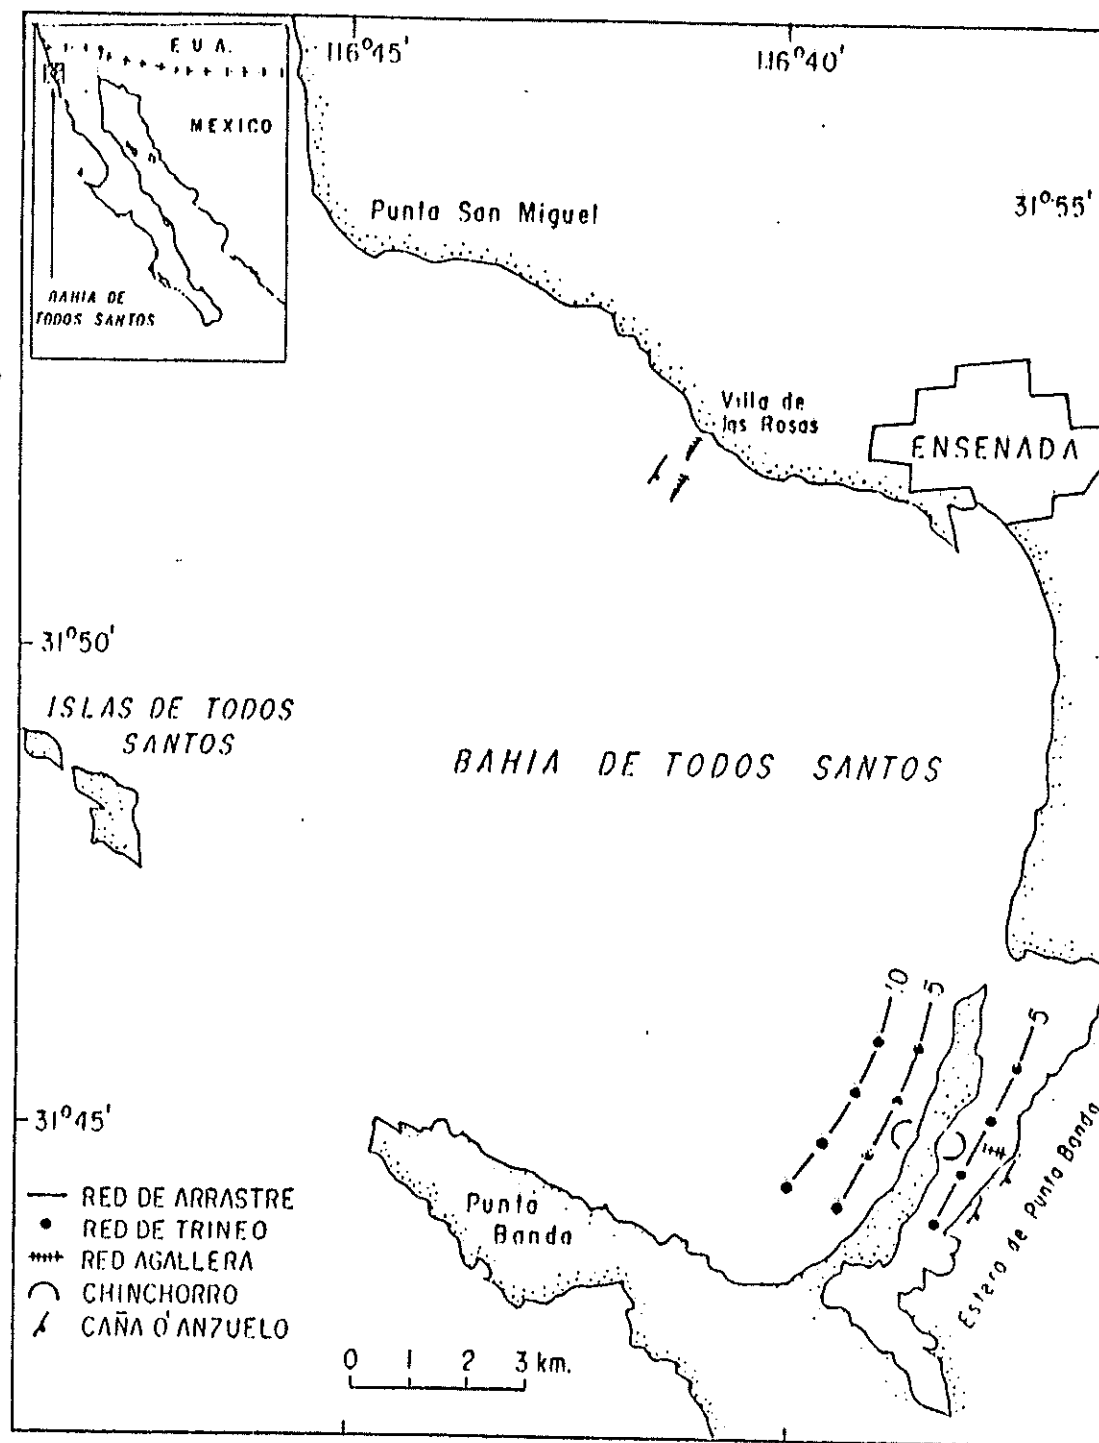 E U A.
MEXICO
BAHIA DE
TODOS SANTOS
116°45'
116°40'
31°55'
Punta San Miguel
Villa de
las Rosas
ENSENADA
31°50'
ISLAS DE TODOS
SANTOS
BAHIA DE TODOS SANTOS
10
5
5
31°45'
Punta
Banda
Estero de Punta Banda
RED DE ARRASTRE
RED DE TRINEO
RED AGALLERA
CHINCHORRO
CAÑA O' ANZUELO
0 1 2 3 km.